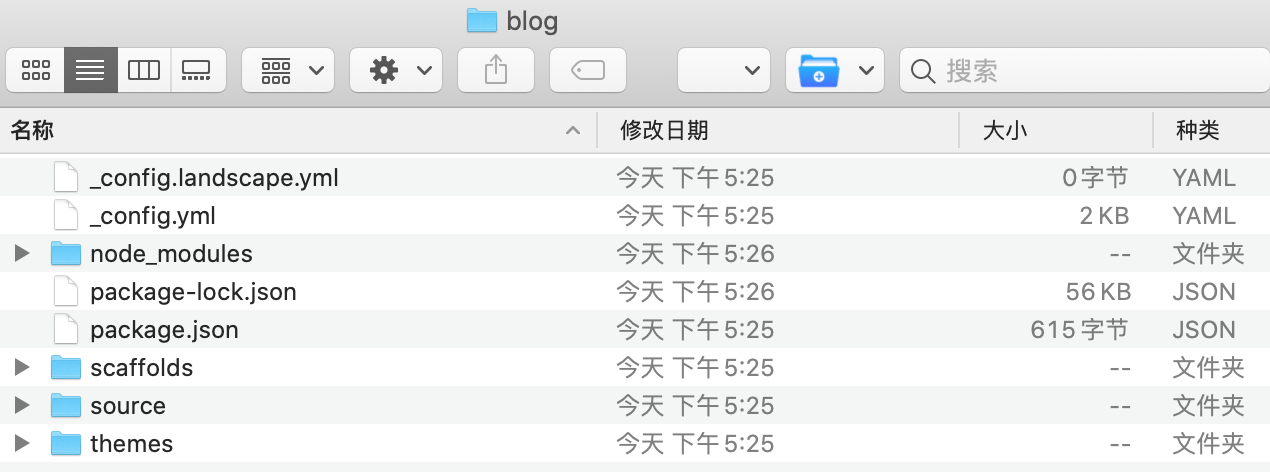 blog
搜索
名称 修改日期 大小 种类
_config.landscape.yml 今天 下午 5:25 0 字节 YAML
_config.yml 今天 下午 5:25 2 KB YAML
node_modules 今天 下午 5:26 -- 文件夹
package-lock.json 今天 下午 5:26 56 KB JSON
package.json 今天 下午 5:25 615 字节 JSON
scaffolds 今天 下午 5:25 -- 文件夹
source 今天 下午 5:25 -- 文件夹
themes 今天 下午 5:25 -- 文件夹